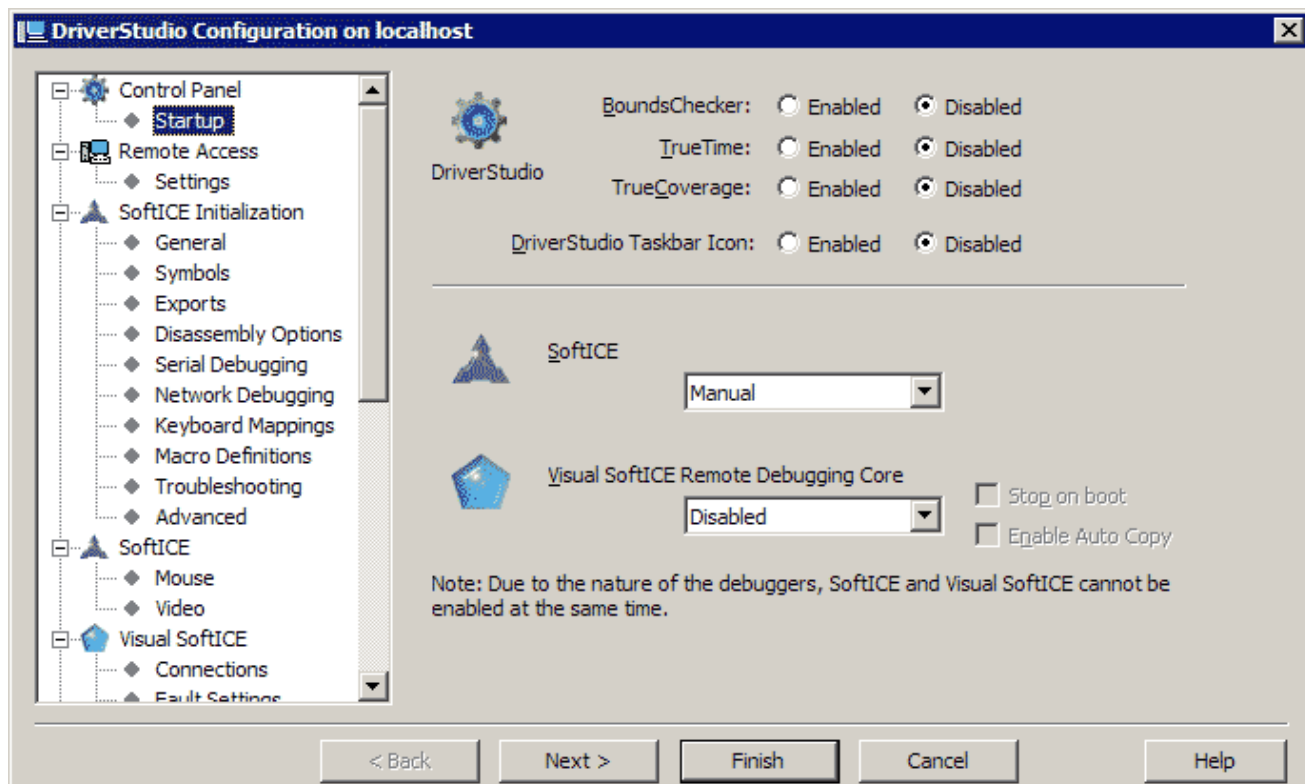 DriverStudio Configuration on localhost
Control Panel
Startup
Remote Access
Settings
SoftICE Initialization
General
Symbols
Exports
Disassembly Options
Serial Debugging
Network Debugging
Keyboard Mappings
Macro Definitions
Troubleshooting
Advanced
SoftICE
Mouse
Video
Visual SoftICE
Connections
Fault Settings
DriverStudio
BoundsChecker: Enabled Disabled
TrueTime: Enabled Disabled
TrueCoverage: Enabled Disabled
DriverStudio Taskbar Icon: Enabled Disabled
SoftICE
Manual
Visual SoftICE Remote Debugging Core
Disabled
Stop on boot
Enable Auto Copy
Note: Due to the nature of the debuggers, SoftICE and Visual SoftICE cannot be
enabled at the same time.
< Back Next > Finish Cancel Help